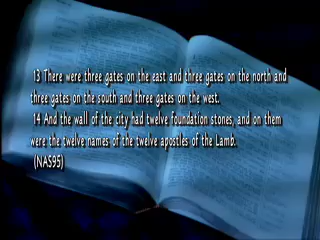 13 There were three gates on the east and three gates on the north and
three gates on the south and three gates on the west.
14 And the wall of the city had twelve foundation stones, and on them
were the twelve names of the twelve apostles of the Lamb.
(NAS95)